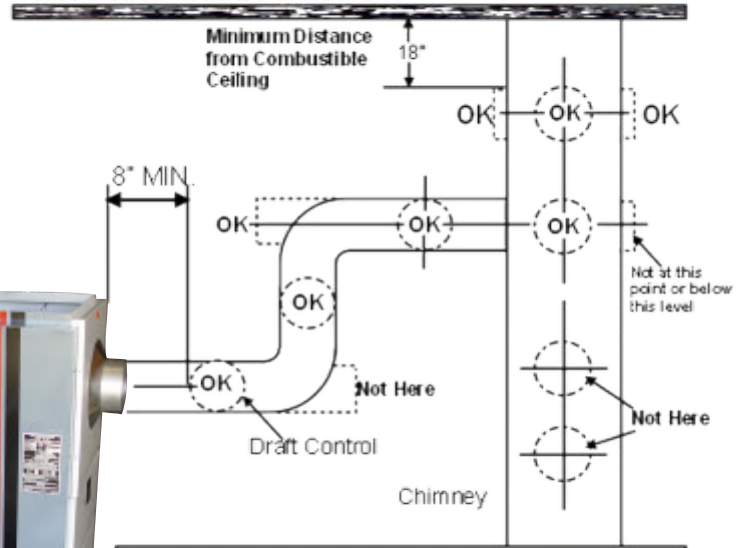 Minimum Distance
from Combustible
Ceiling
18"
OK
OK
OK
8" MIN.
OK
OK
OK
Not at this
point or below
this level
OK
OK
Not Here
Not Here
Draft Control
Chimney